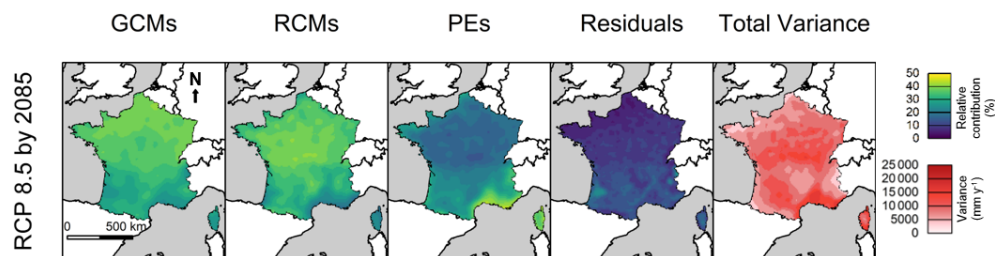 GCMs RCMs PEs Residuals Total Variance
RCP 8.5 by 2085
N
0 500 km
50
40
30
20
10
0
Relative
contribution
(%)
25 000
20 000
15 000
10 000
5000
0
Variance
(mm y⁻¹)